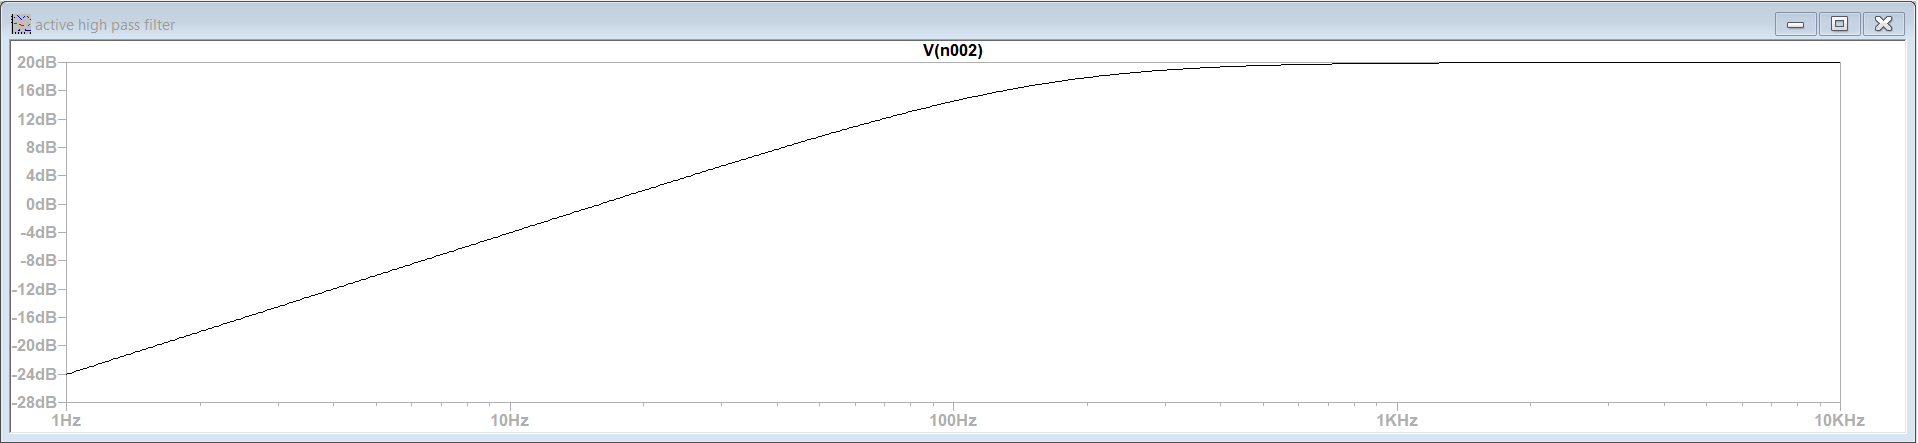 active high pass filter
V(n002)
20dB
16dB
12dB
8dB
4dB
0dB
-4dB
-8dB
-12dB
-16dB
-20dB
-24dB
-28dB
1Hz 10Hz 100Hz 1KHz 10KHz